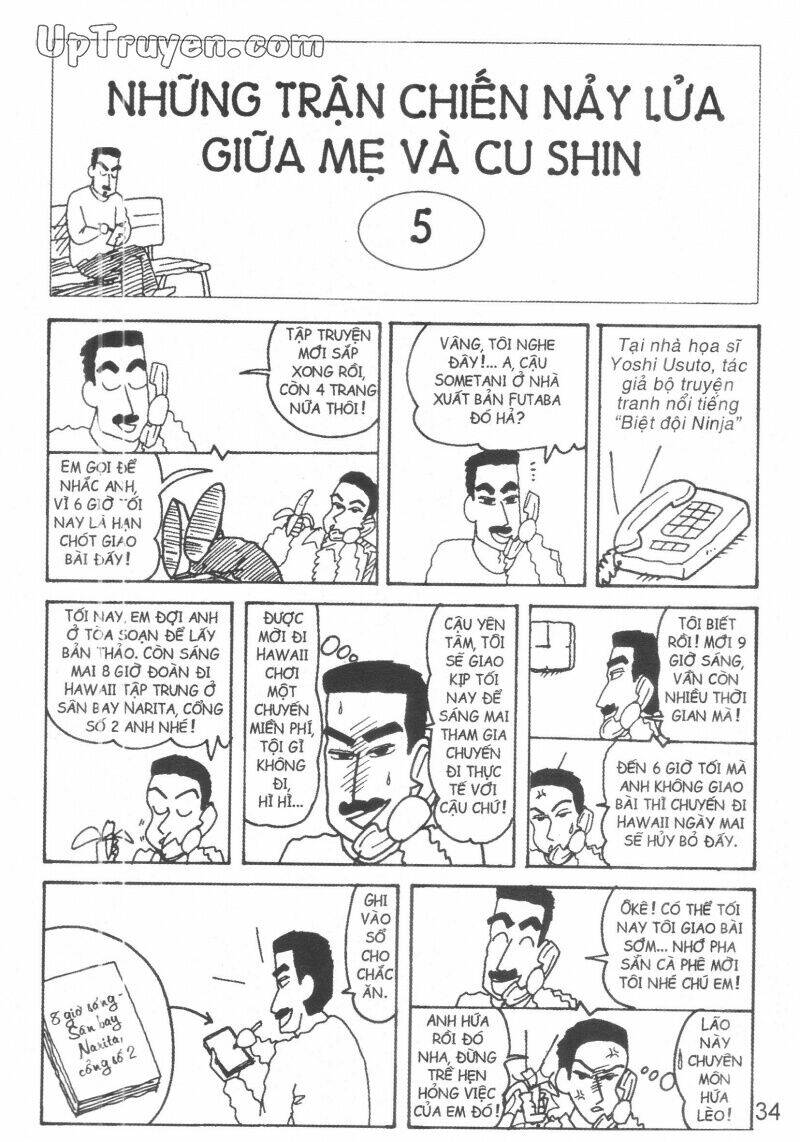 UpTruyen.com
NHỮNG TRẬN CHIẾN NẢY LỬA
GIỮA MẸ VÀ CU SHIN
5
TẬP TRUYỆN
MỚI SẮP
XONG RỒI,
CÒN 4 TRANG
NỮA THÔI!
EM GỌI ĐỂ
NHẮC ANH,
VÌ 6 GIỜ TỐI
NAY LÀ HẠN
CHÓT GIAO
BÀI ĐẤY!
VÂNG, TÔI NGHE
ĐÂY!... A, CẬU
SOMETANI Ở NHÀ
XUẤT BẢN FUTABA
ĐÓ HẢ?
Tại nhà họa sĩ
Yoshi Usuto, tác
giả bộ truyện
tranh nổi tiếng
“Biệt đội Ninja”
TỐI NAY, EM ĐỢI ANH
Ở TÒA SOẠN ĐỂ LẤY
BẢN THẢO. CÒN SÁNG
MAI 8 GIỜ ĐOÀN ĐI
HAWAII TẬP TRUNG Ở
SÂN BAY NARITA, CỔNG
SỐ 2 ANH NHÉ!
ĐƯỢC
MỜI ĐI
HAWAII
CHƠI
MỘT
CHUYẾN
MIỄN PHÍ,
TỘI GÌ
KHÔNG
ĐI,
HÌ HÌ...
CẬU YÊN
TÂM, TÔI
SẼ GIAO
KỊP TỐI
NAY ĐỂ
SÁNG MAI
THAM GIA
CHUYẾN
ĐI THỰC
TẾ VỚI
CẬU CHỨ!
TÔI BIẾT
RỒI! MỚI 9
GIỜ SÁNG,
VẪN CÒN
NHIỀU THỜI
GIAN MÀ!
ĐẾN 6 GIỜ TỐI MÀ
ANH KHÔNG GIAO
BÀI THÌ CHUYẾN ĐI
HAWAII NGÀY MAI
SẼ HỦY BỎ ĐẤY.
8 giờ sáng-
Sân bay
Narita,
cổng số 2
GHI
VÀO
SỔ
CHO
CHẮC
ĂN.
ÔKÊ! CÓ THỂ TỐI
NAY TÔI GIAO BÀI
SỚM... NHỚ PHA
SẴN CÀ PHÊ MỜI
TÔI NHÉ CHÚ EM!
ANH HỨA
RỒI ĐÓ
NHA, ĐỪNG
TRỄ HẸN
HỎNG VIỆC
CỦA EM ĐÓ!
LÃO
NÀY
CHUYÊN
MÔN
HỨA
LÈO!
34